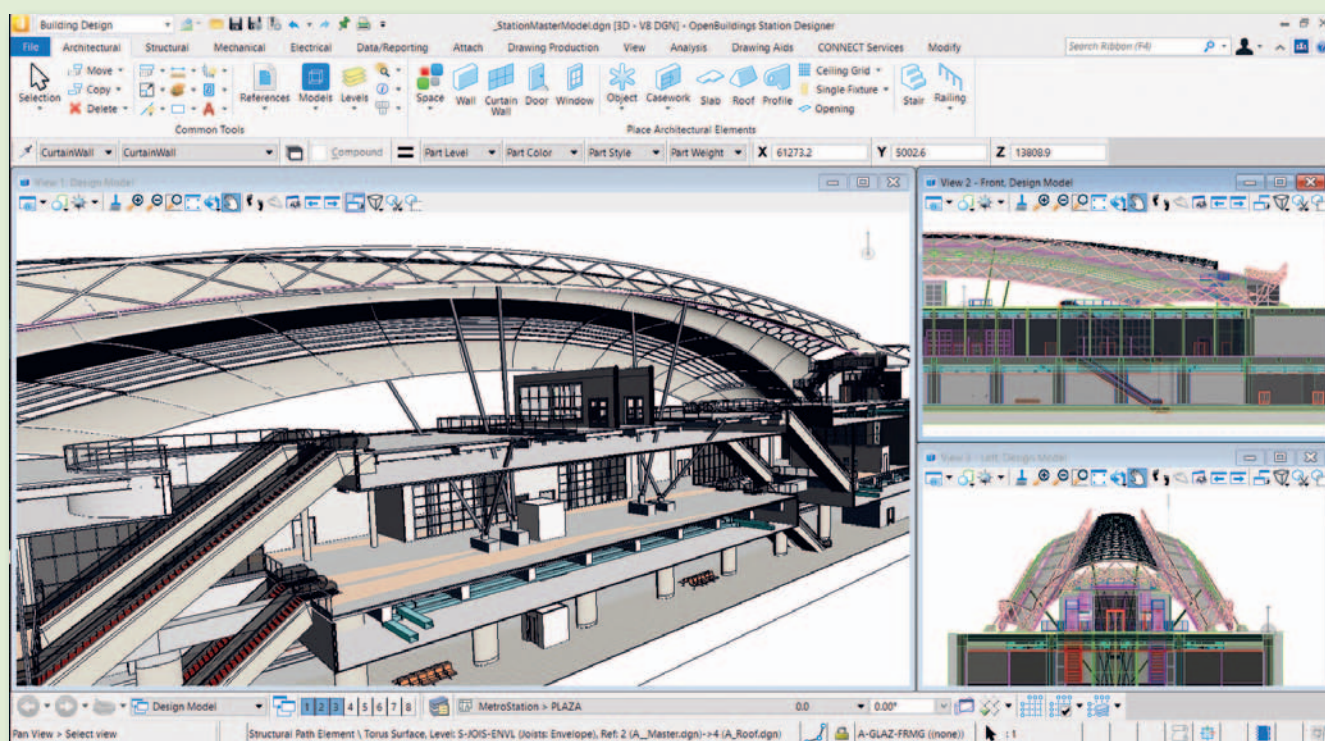 Building Design
_StationMasterModel.dgn [3D - V8 DGN] - OpenBuildings Station Designer
File Architectural Structural Mechanical Electrical Data/Reporting Attach Drawing Production View Analysis Drawing Aids CONNECT Services Modify Search Ribbon (F4)
Selection
Move
Copy
Delete
References Models Levels
Space Wall Curtain Wall Door Window Object Casework Slab Roof Profile
Ceiling Grid
Single Fixture
Opening
Stair Railing
Common Tools Place Architectural Elements
CurtainWall CurtainWall Compound Part Level Part Color Part Style Part Weight X 61273.2 Y 5002.6 Z 13808.9
View 1- Design Model
View 2 - Front, Design Model
View 3 - Left, Design Model
Design Model 1 2 3 4 5 6 7 8 MetroStation > PLAZA 0.0 0.00°
Pan View > Select view Structural Path Element \ Torus Surface, Level: S-JOIS-ENVL (Joists: Envelope), Ref: 2 (A_Master.dgn)->4 (A_Roof.dgn) A-GLAZ-FRMG ((none)) : 1